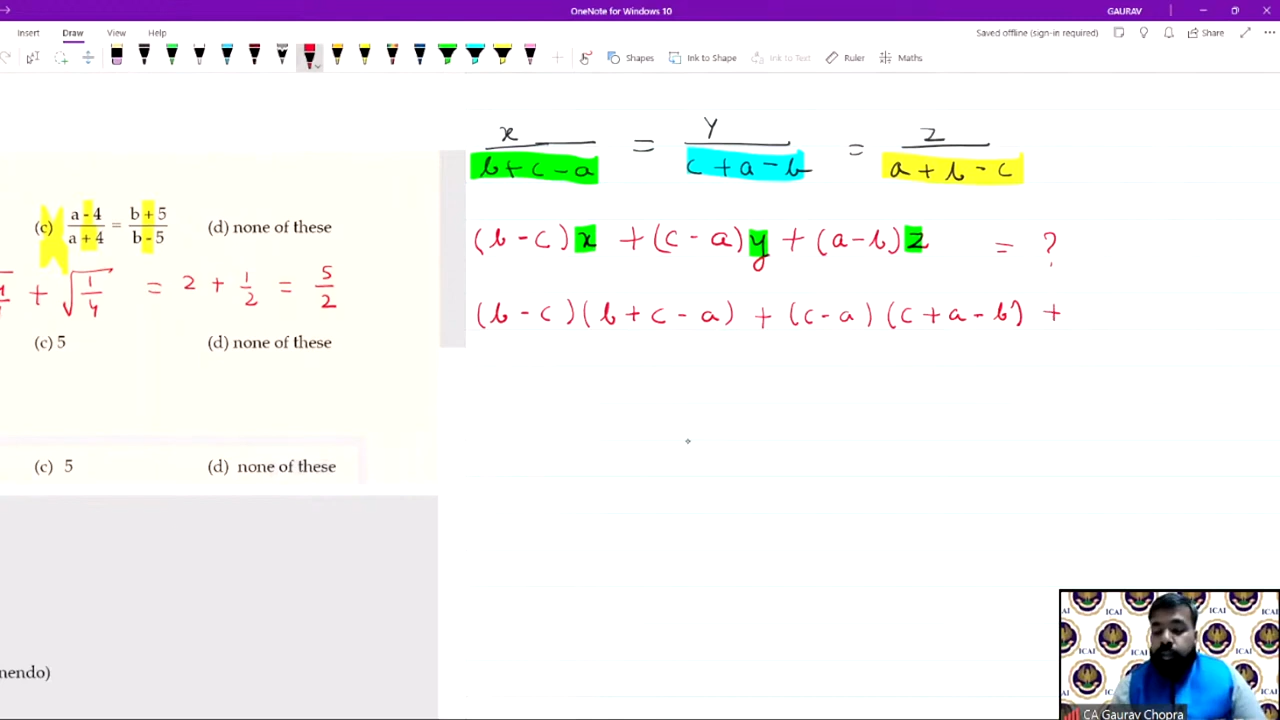 OneNote for Windows 10
GAURAV
Insert Draw View Help
Saved offline (sign-in required) Share
Shapes Ink to Shape Ink to Text Ruler Maths
x/(b+c-a) = y/(c+a-b) = z/(a+b-c)
(c) (a - 4)/(a + 4) = (b + 5)/(b - 5) (d) none of these
(b-c)x + (c-a)y + (a-b)z = ?
+ √(1/4) = 2 + 1/2 = 5/2
(b-c)(b+c-a) + (c-a)(c+a-b) +
(c) 5 (d) none of these
(c) 5 (d) none of these
nendo)
ICAI ICAI
CA Gaurav Chopra